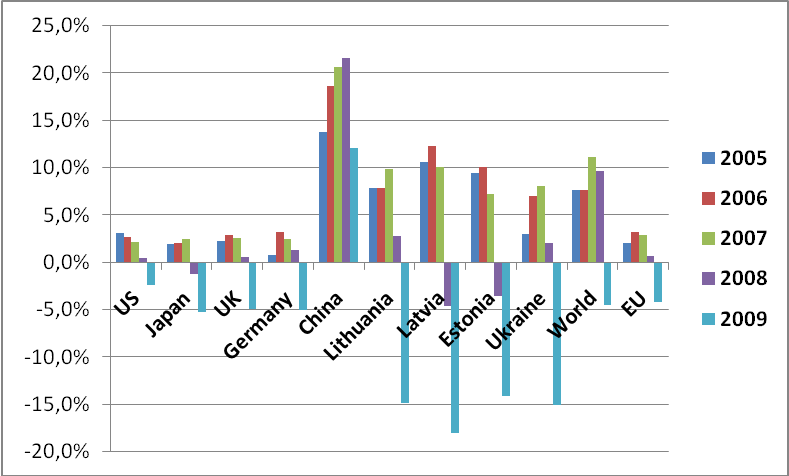 25,0%
20,0%
15,0%
10,0%
5,0%
0,0%
-5,0%
-10,0%
-15,0%
-20,0%
US
Japan
UK
Germany
China
Lithuania
Latvia
Estonia
Ukraine
World
EU
2005
2006
2007
2008
2009